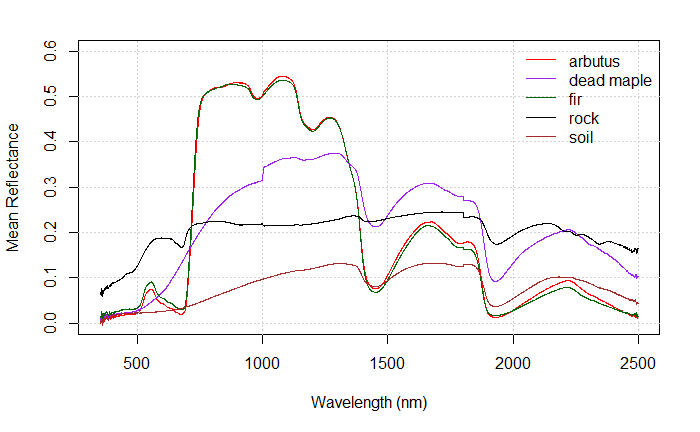 Mean Reflectance
0.6
0.5
0.4
0.3
0.2
0.1
0.0
arbutus
dead maple
fir
rock
soil
500 1000 1500 2000 2500
Wavelength (nm)